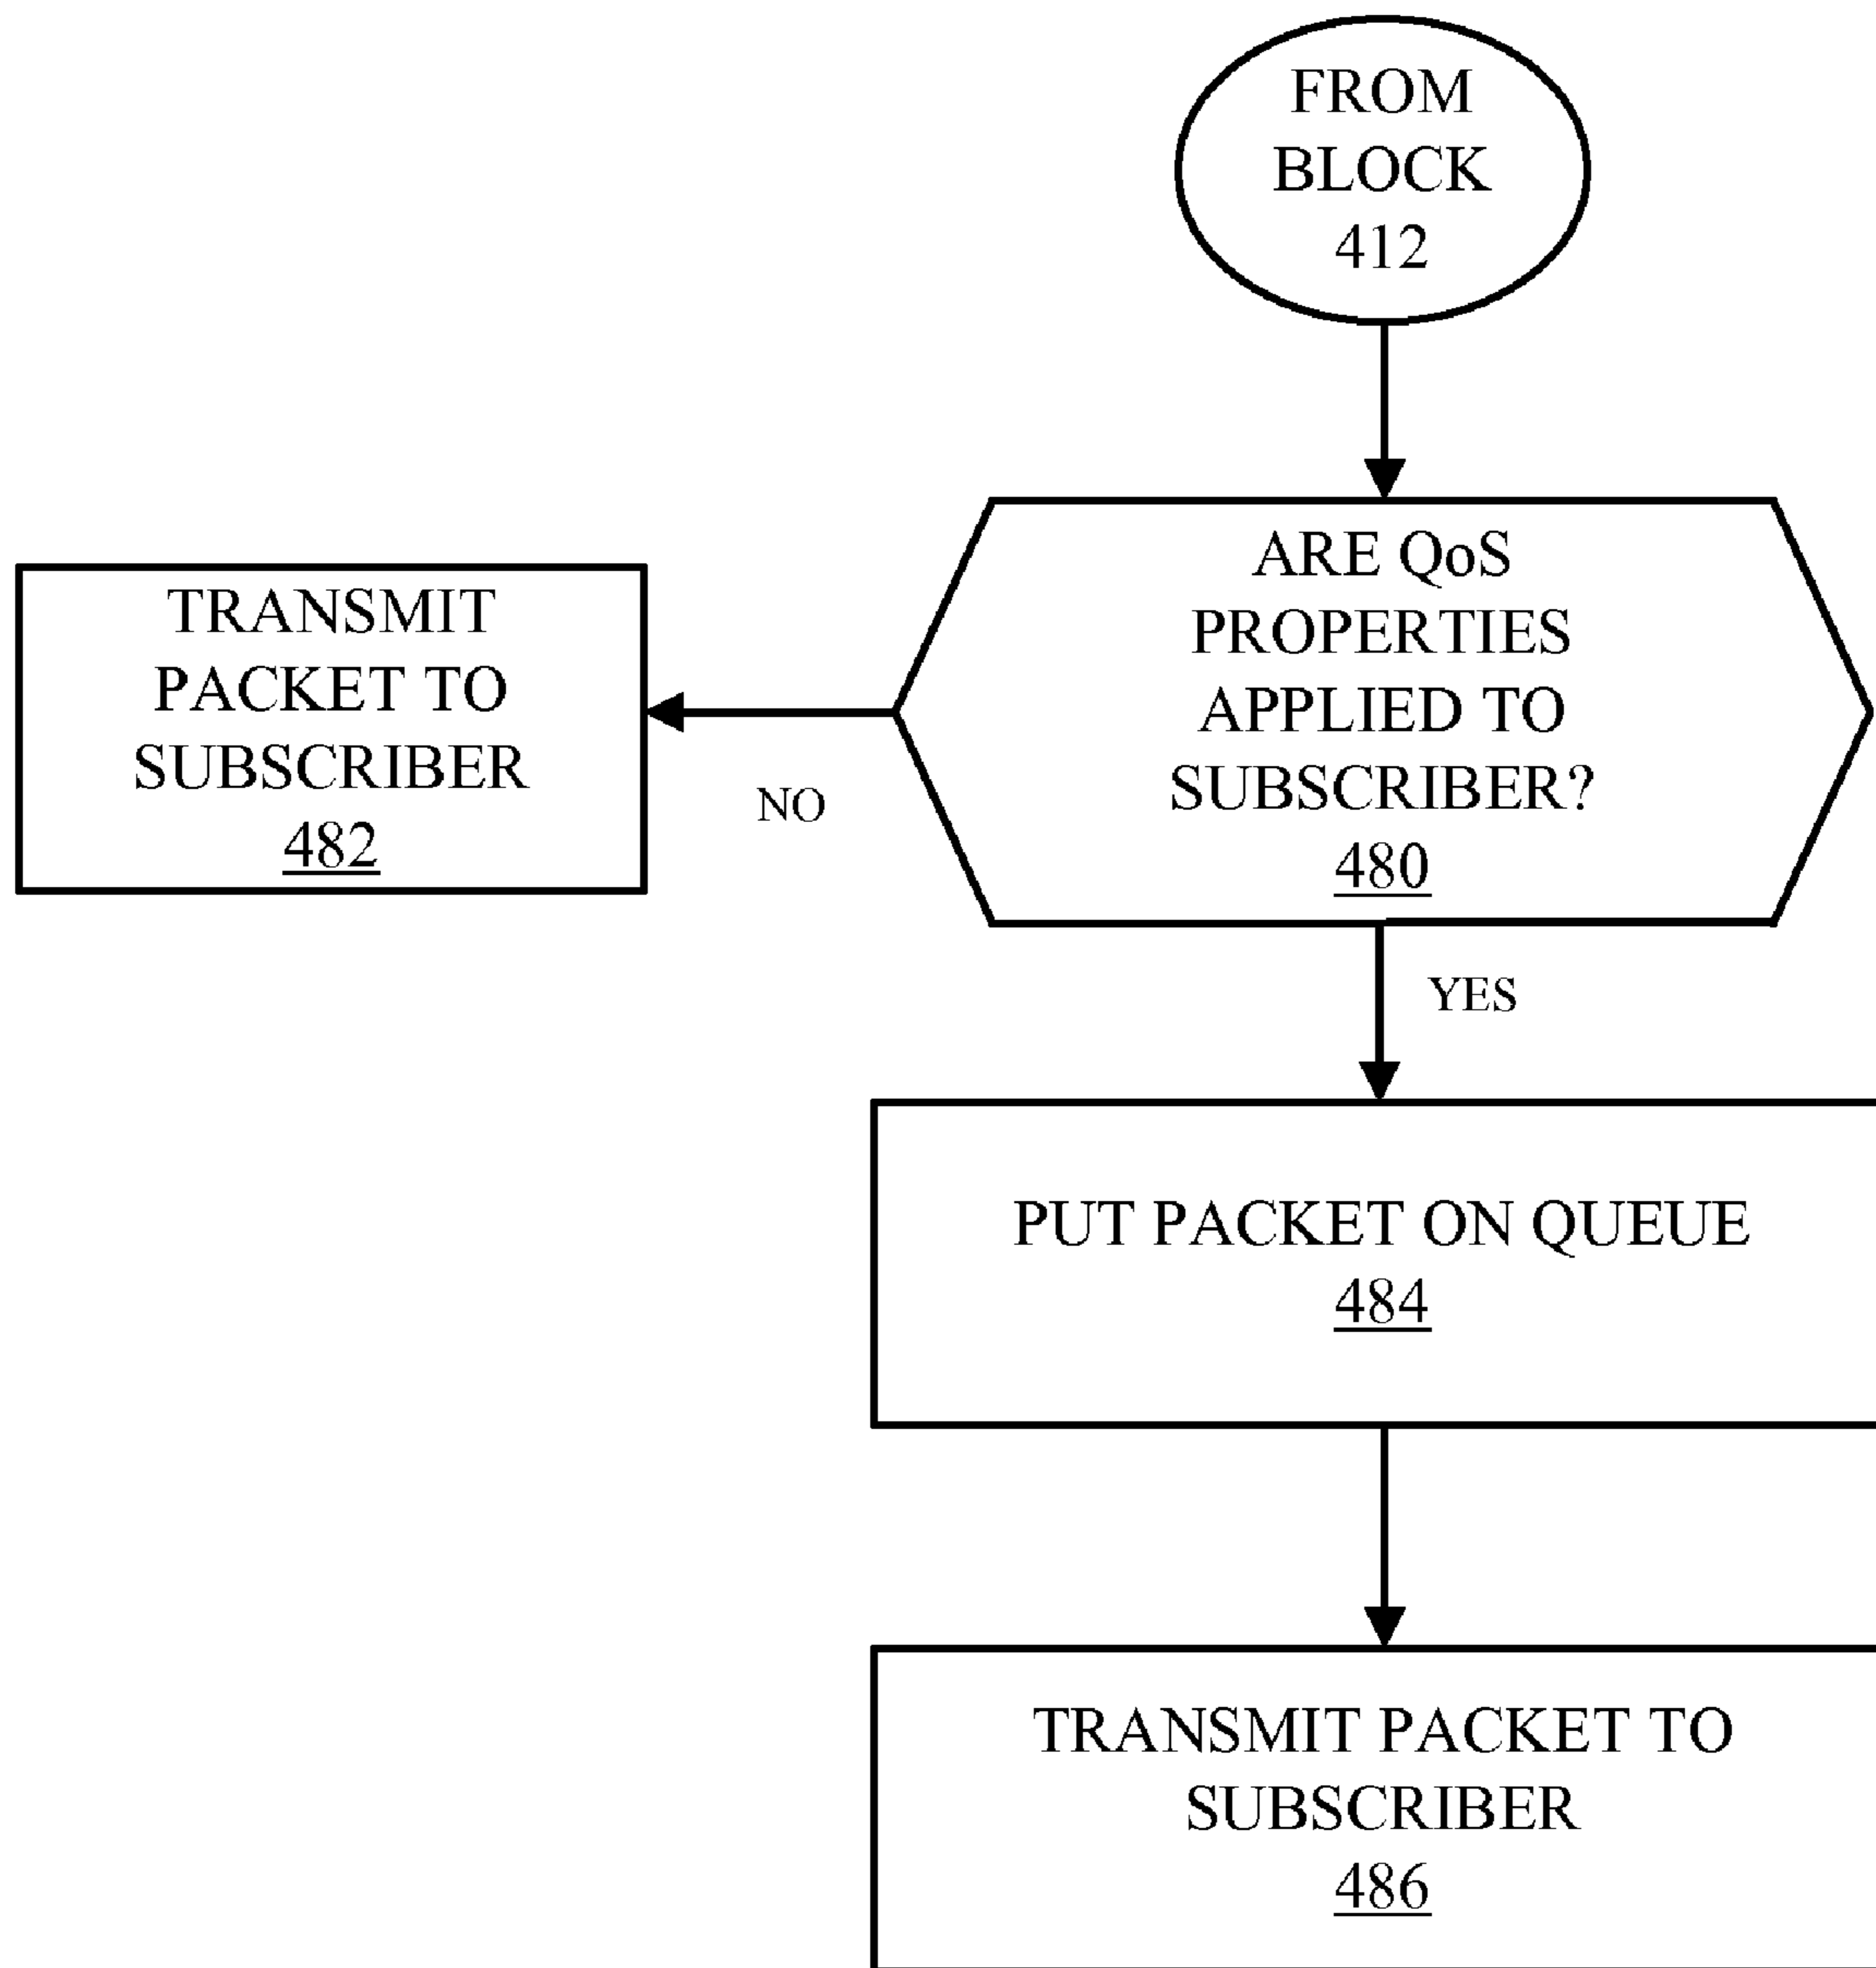 FROM
BLOCK
412
ARE QoS
PROPERTIES
APPLIED TO
SUBSCRIBER?
480
TRANSMIT
PACKET TO
SUBSCRIBER
482
NO
YES
PUT PACKET ON QUEUE
484
TRANSMIT PACKET TO
SUBSCRIBER
486